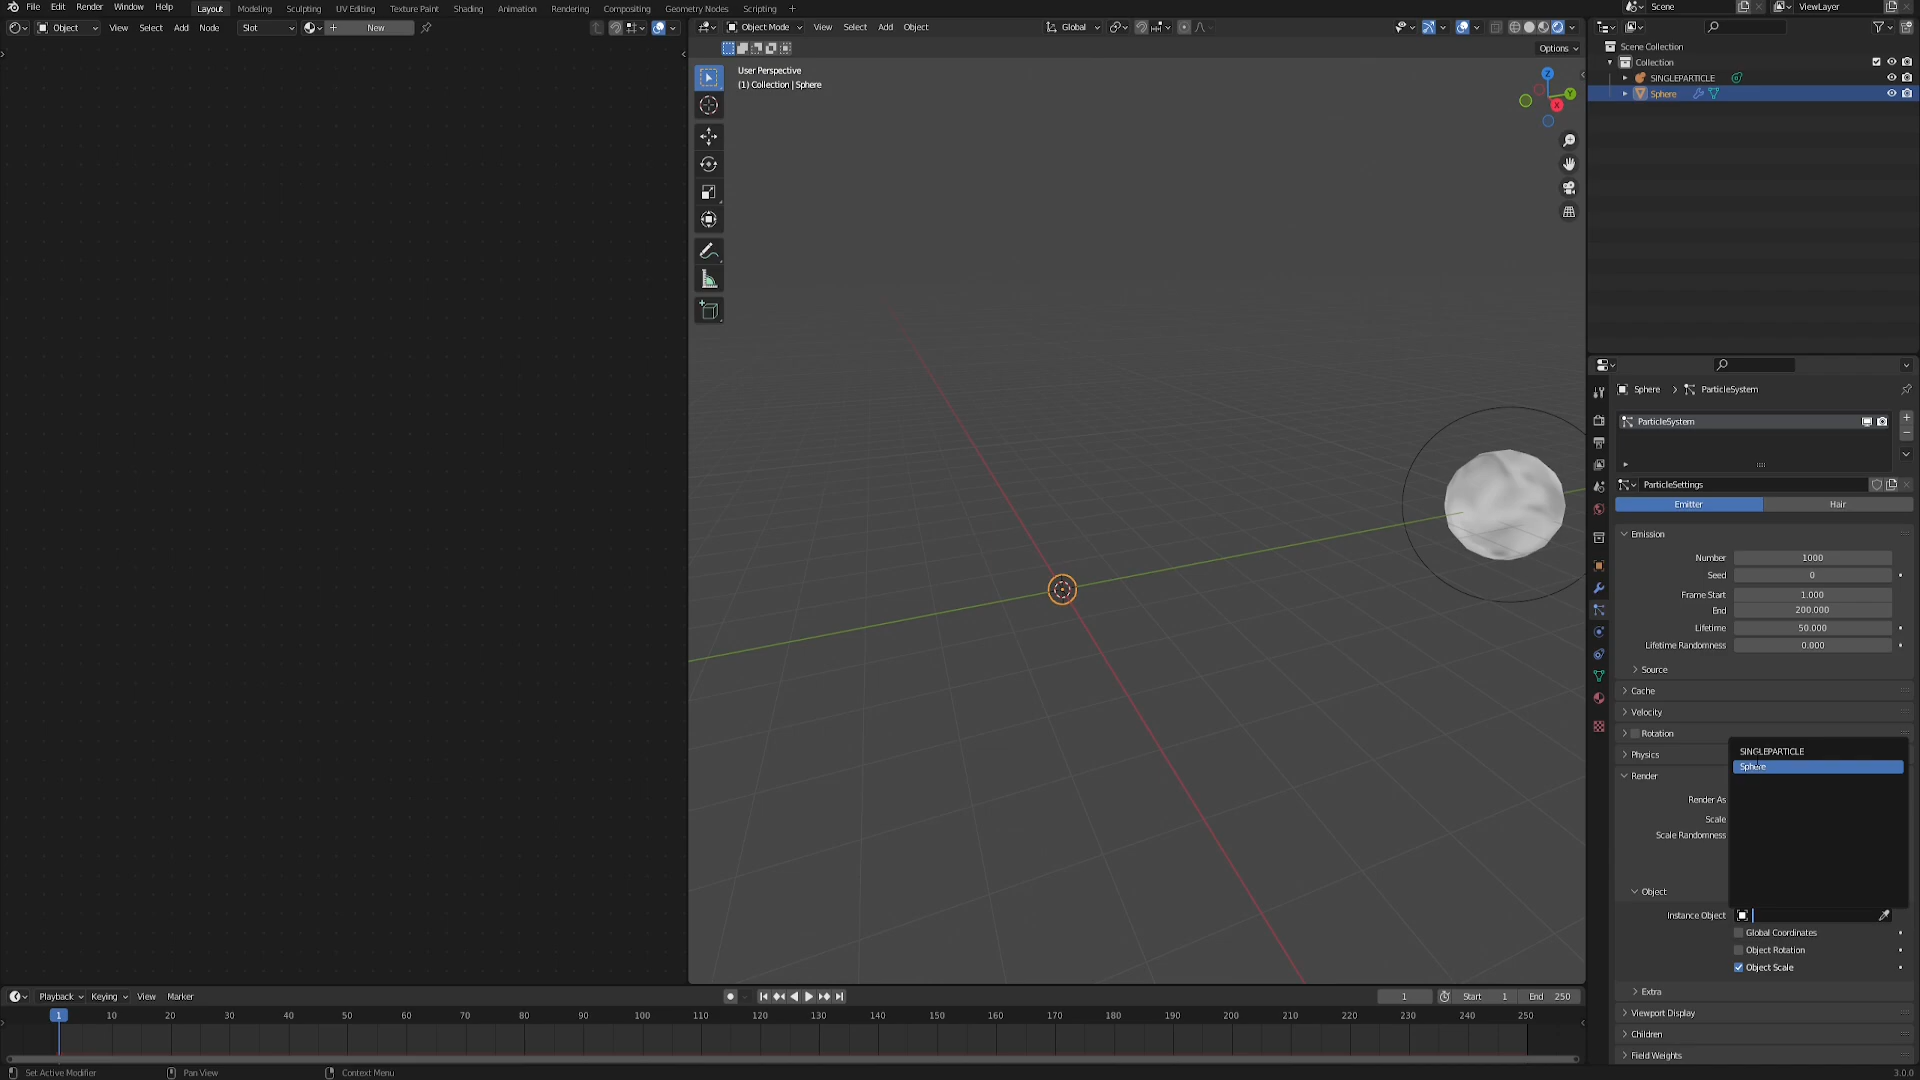 File Edit Render Window Help Layout Modeling Sculpting UV Editing Texture Paint Shading Animation Rendering Compositing Geometry Nodes Scripting + Scene ViewLayer
Object View Select Add Node Slot New Object Mode View Select Add Object Global
Options
User Perspective
(1) Collection | Sphere
Z
Y
X
Scene Collection
Collection
SINGLEPARTICLE
Sphere
Sphere > ParticleSystem
ParticleSystem
ParticleSettings
Emitter Hair
Emission
Number 1000
Seed 0
Frame Start 1.000
End 200.000
Lifetime 50.000
Lifetime Randomness 0.000
Source
Cache
Velocity
Rotation
Physics
SINGLEPARTICLE
Sphere
Render
Render As
Scale
Scale Randomness
Object
Instance Object
Global Coordinates
Object Rotation
Object Scale
Extra
Viewport Display
Children
Field Weights
Playback Keying View Marker 1 Start 1 End 250
1 10 20 30 40 50 60 70 80 90 100 110 120 130 140 150 160 170 180 190 200 210 220 230 240 250
Set Active Modifier Pan View Context Menu 3.0.0